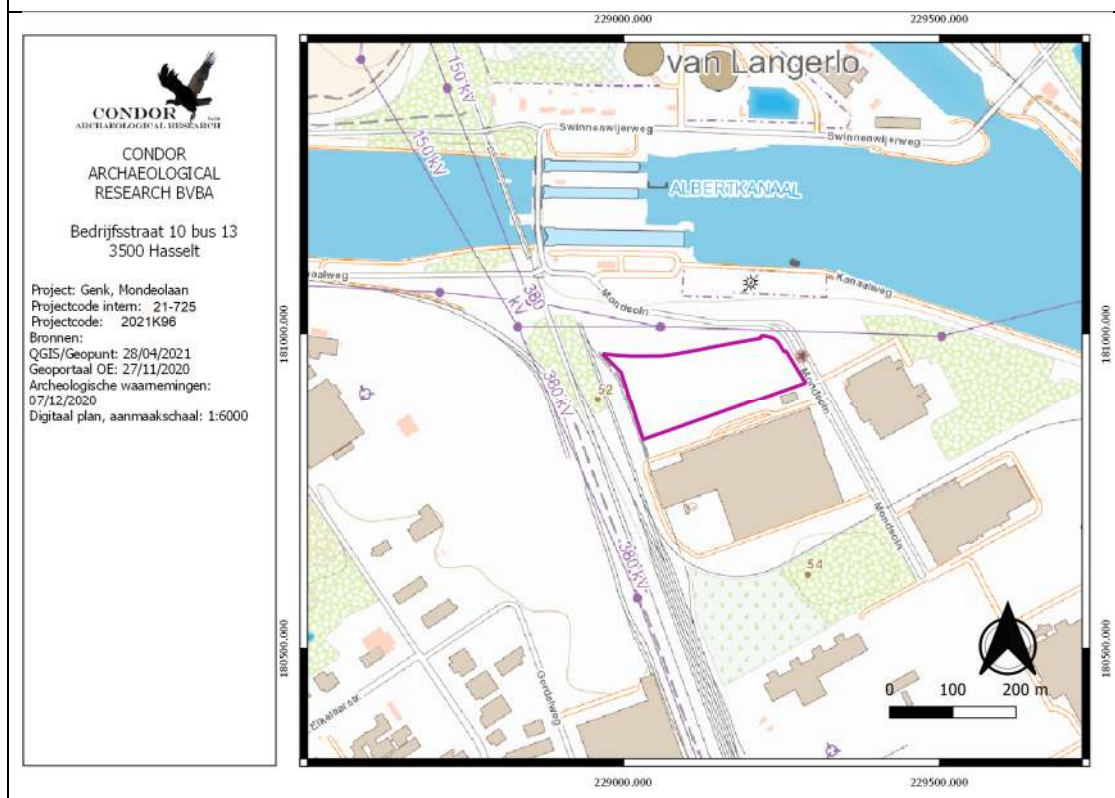 CONDOR
ARCHAEOLOGICAL RESEARCH
CONDOR
ARCHAEOLOGICAL
RESEARCH BVBA
Bedrijfsstraat 10 bus 13
3500 Hasselt
Project: Genk, Mondeolaan
Projectcode intern: 21-725
Projectcode: 2021K96
Bronnen:
QGIS/Geopunt: 28/04/2021
Geoportaal OE: 27/11/2020
Archeologische waarnemingen:
07/12/2020
Digitaal plan, aanmaakschaal: 1:6000
229000.000
229500.000
van Langerlo
150 kV
150 kV
Swinnenwijerweg
Swinnenwijerweg
ALBERTKANAAL
naalweg
Kanaalweg
380 kV
Mondeoln
181000.000
181000.000
Mondeoln
380 kV
52
Mondeoln
380 kV
54
180500.000
180500.000
Gordelweg
Eikelaarstr.
0 100 200 m
229000.000
229500.000